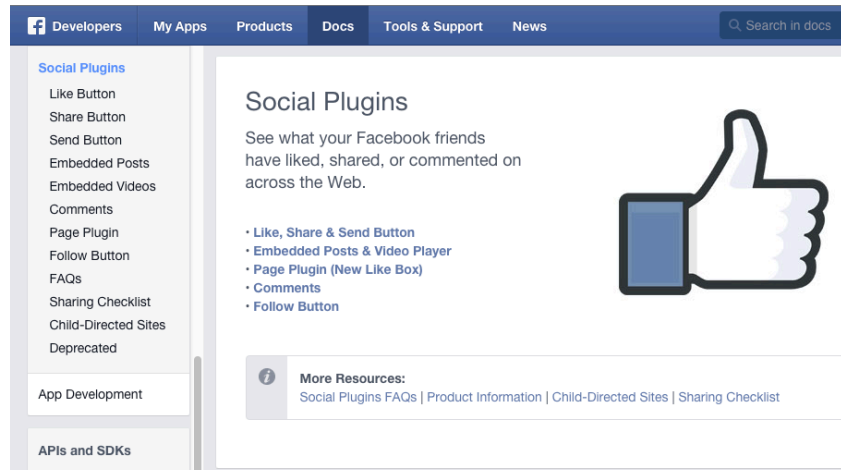 Developers My Apps Products Docs Tools & Support News Search in docs
Social Plugins
Like Button
Share Button
Send Button
Embedded Posts
Embedded Videos
Comments
Page Plugin
Follow Button
FAQs
Sharing Checklist
Child-Directed Sites
Deprecated
App Development
APIs and SDKs
Social Plugins
See what your Facebook friends
have liked, shared, or commented on
across the Web.
· Like, Share & Send Button
· Embedded Posts & Video Player
· Page Plugin (New Like Box)
· Comments
· Follow Button
More Resources:
Social Plugins FAQs | Product Information | Child-Directed Sites | Sharing Checklist